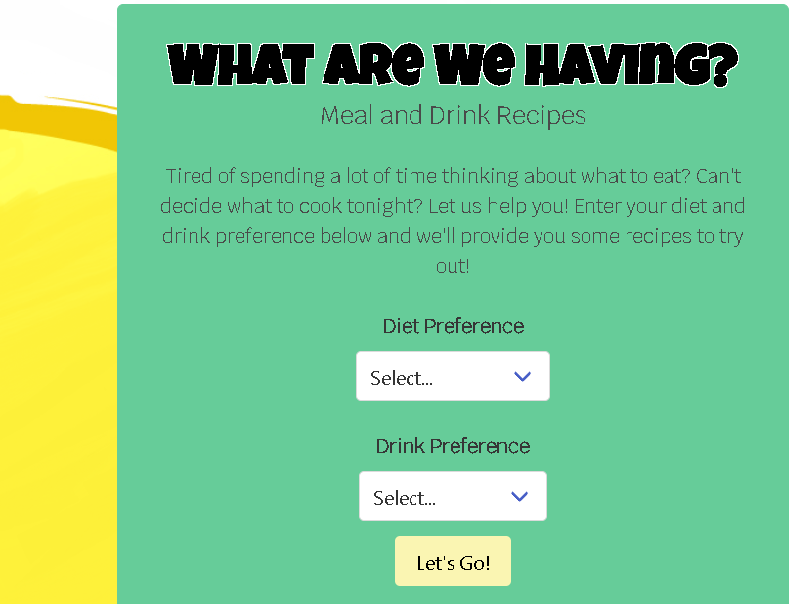 What are we Having?
Meal and Drink Recipes
Tired of spending a lot of time thinking about what to eat? Can't
decide what to cook tonight? Let us help you! Enter your diet and
drink preference below and we'll provide you some recipes to try
out!
Diet Preference
Select...
Drink Preference
Select...
Let's Go!